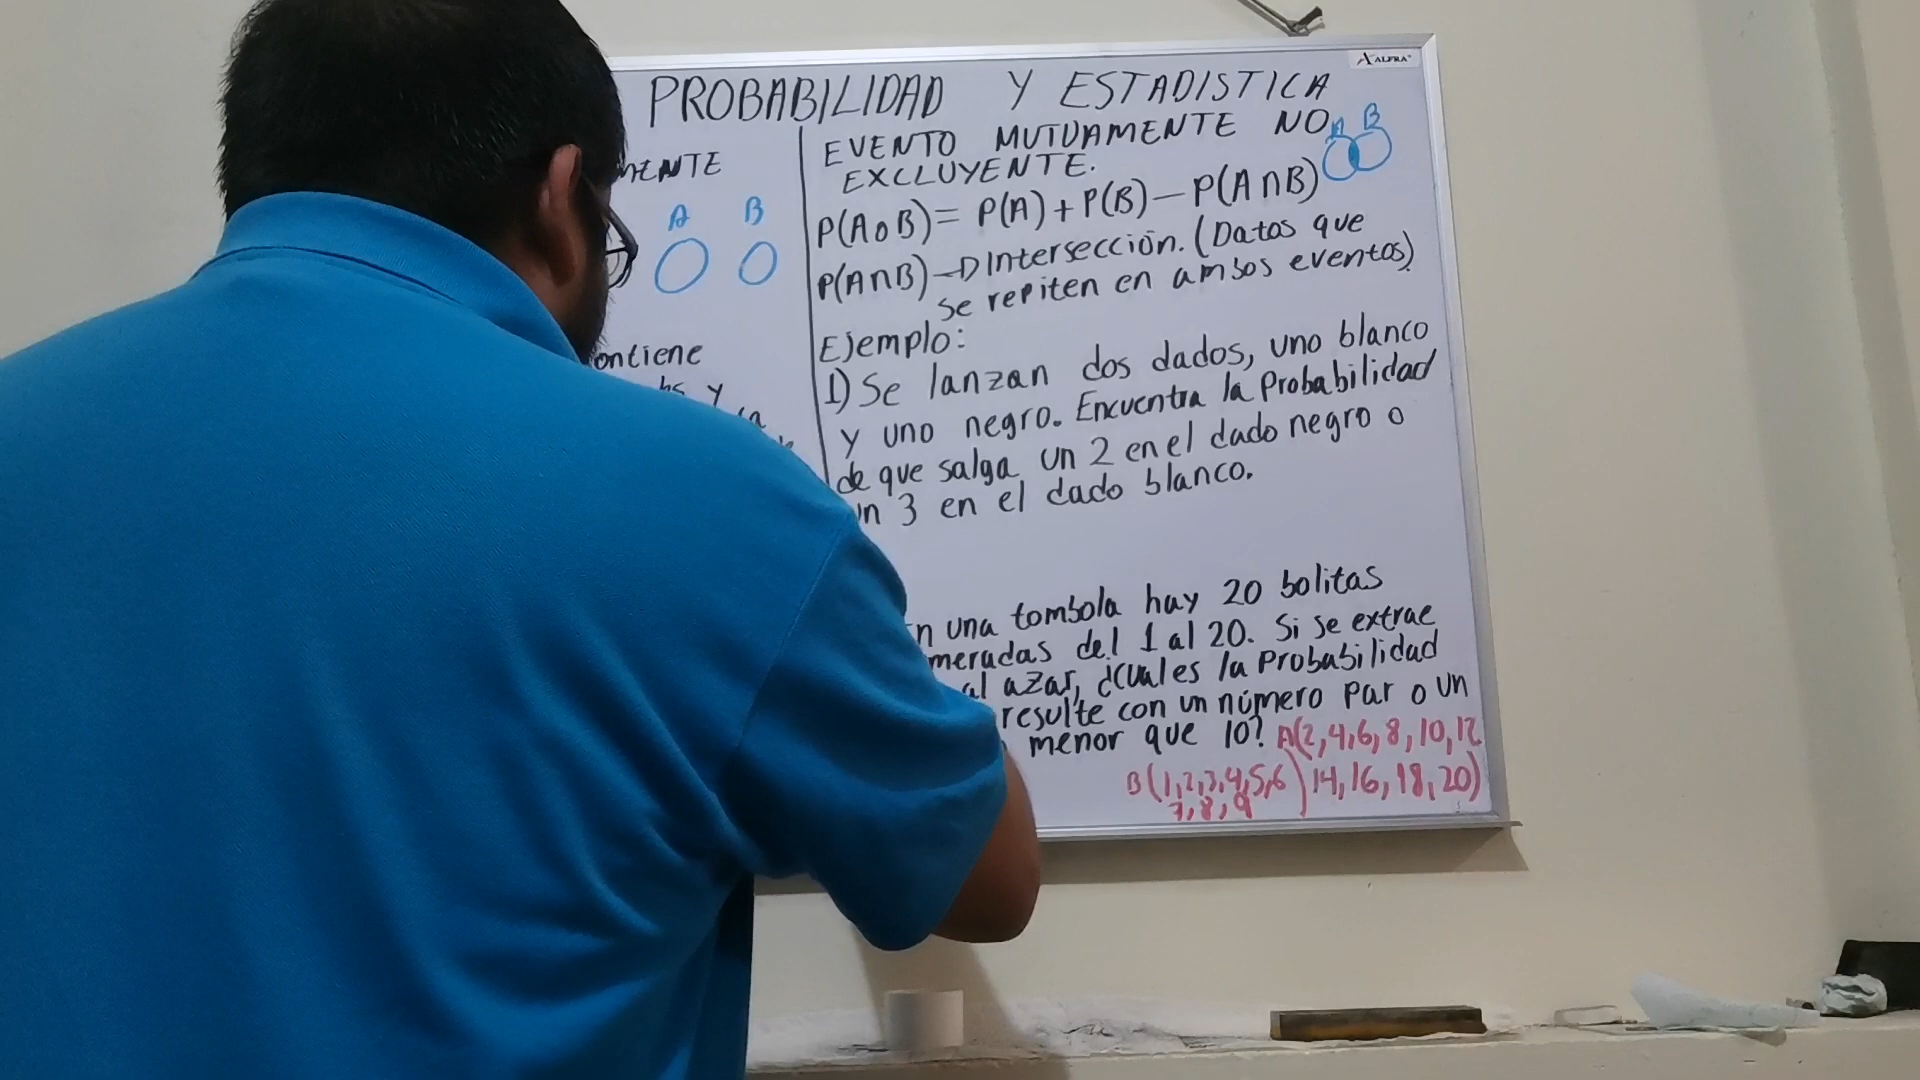 ALFRA
PROBABILIDAD Y ESTADISTICA
MENTE
A B
ontiene
Y
EVENTO MUTUAMENTE NO
EXCLUYENTE.
A B
P(AoB)= P(A)+P(B)-P(A∩B)
P(A∩B)→Intersección. (Datos que
se repiten en ambos eventos)
Ejemplo:
1) Se lanzan dos dados, uno blanco
y uno negro. Encuentra la Probabilidad
de que salga un 2 en el dado negro o
un 3 en el dado blanco.
n una tombola hay 20 bolitas
meradas del 1 al 20. Si se extrae
al azar, ¿Cual es la Probabilidad
resulte con un número Par o un
menor que 10? A(2,4,6,8,10,12
14,16,18,20)
B(1,2,3,4,5,6
7,8,9)